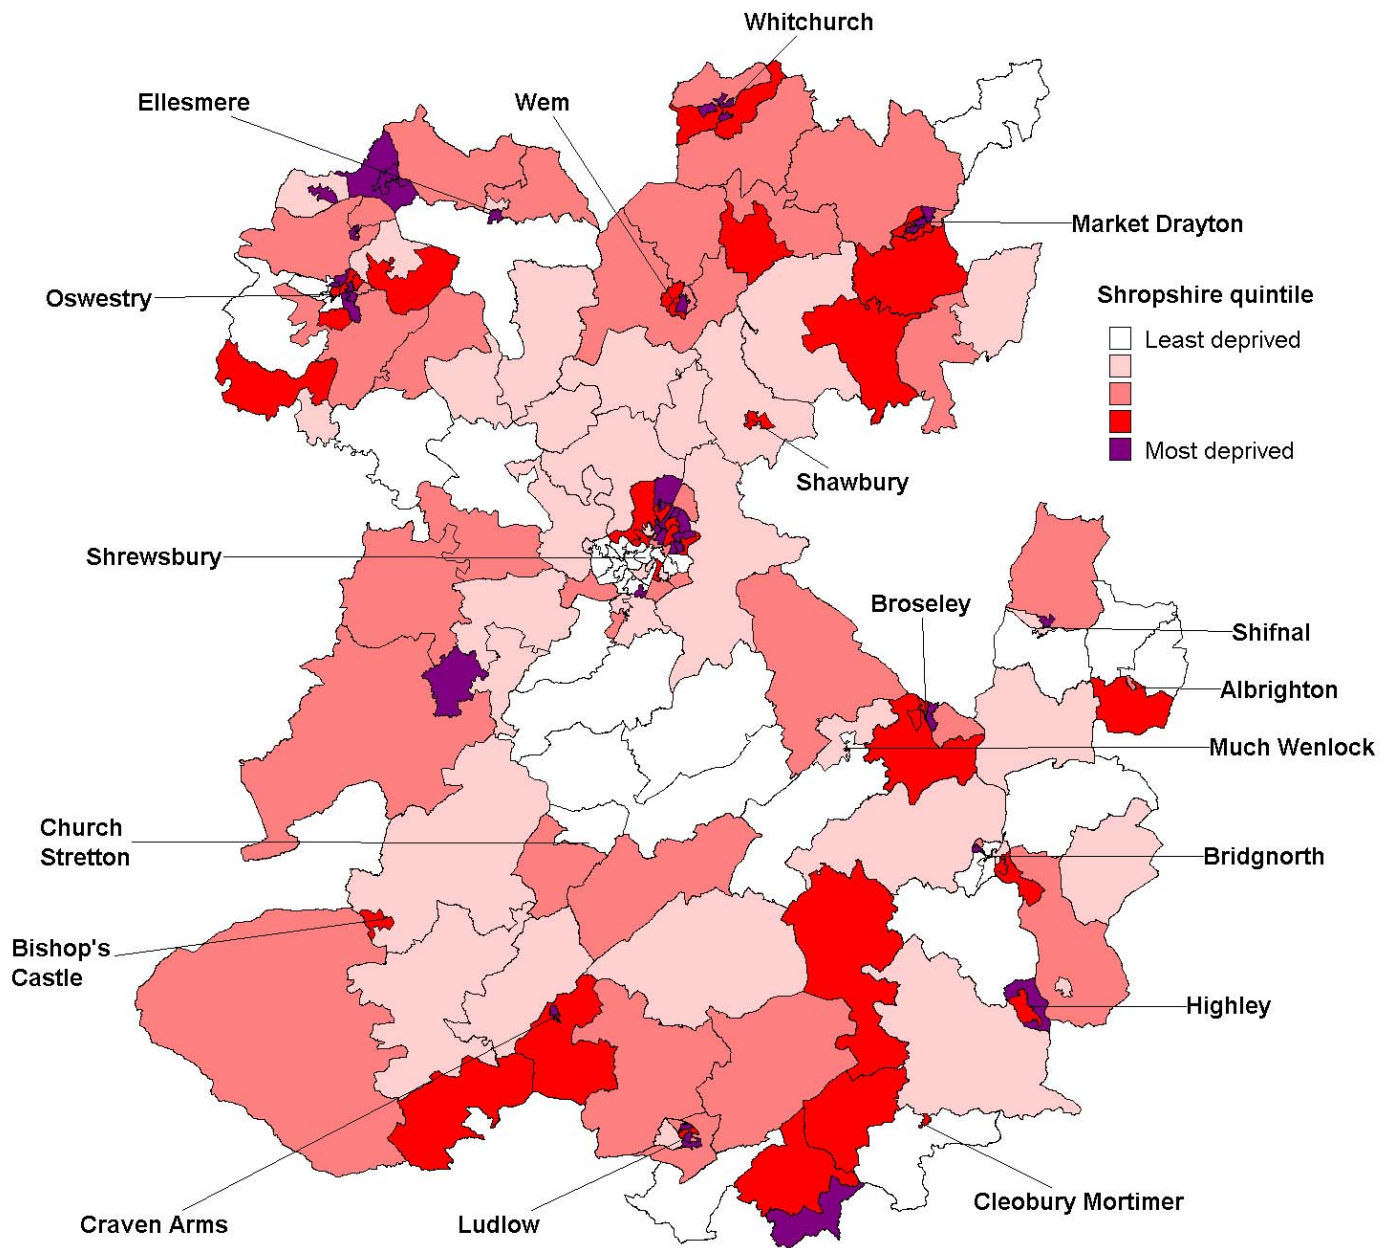 Whitchurch
Ellesmere
Wem
Market Drayton
Oswestry
Shropshire quintile
Least deprived
Most deprived
Shawbury
Shrewsbury
Broseley
Shifnal
Albrighton
Much Wenlock
Church
Stretton
Bridgnorth
Bishop's
Castle
Highley
Cleobury Mortimer
Craven Arms
Ludlow